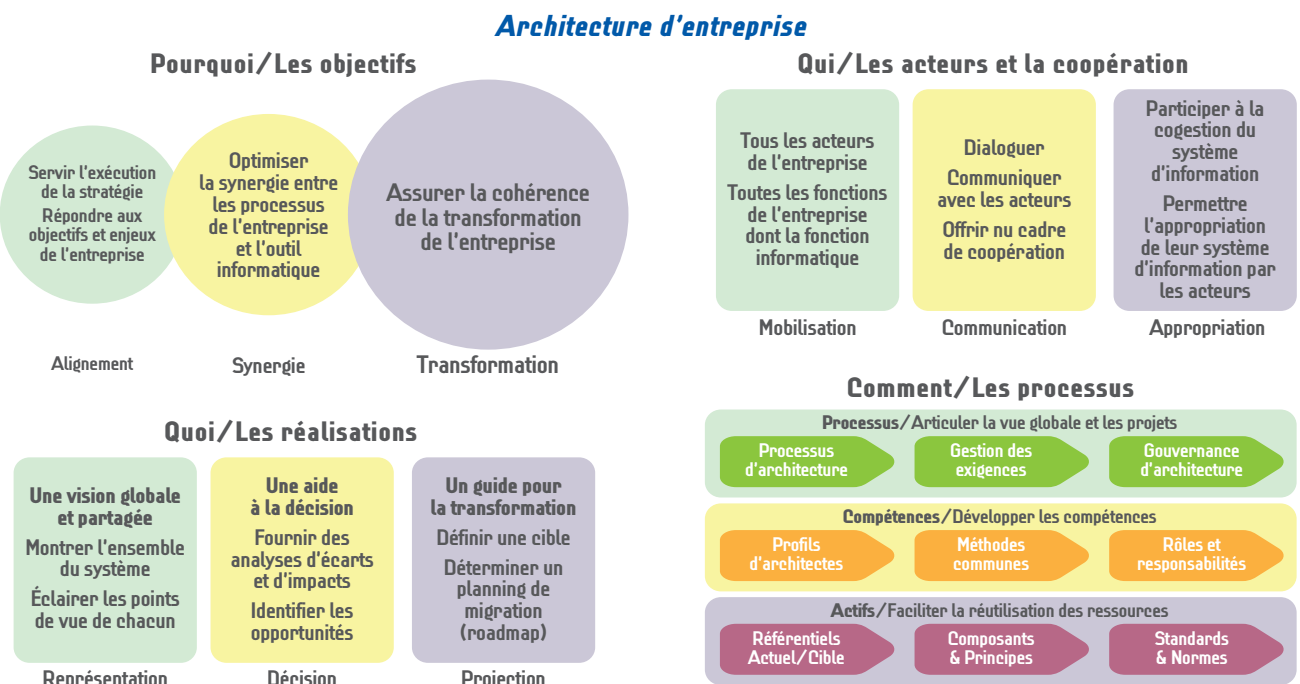 Architecture d'entreprise
Pourquoi/Les objectifs
Servir l'exécution
de la stratégie
Répondre aux
objectifs et enjeux
de l'entreprise
Optimiser
la synergie entre
les processus
de l'entreprise
et l'outil
informatique
Assurer la cohérence
de la transformation
de l'entreprise
Alignement
Synergie
Transformation
Qui/Les acteurs et la coopération
Tous les acteurs
de l'entreprise
Toutes les fonctions
de l'entreprise
dont la fonction
informatique
Dialoguer
Communiquer
avec les acteurs
Offrir nu cadre
de coopération
Participer à la
cogestion du
système
d'information
Permettre
l'appropriation
de leur système
d'information par
les acteurs
Mobilisation
Communication
Appropriation
Quoi/Les réalisations
Une vision globale
et partagée
Montrer l'ensemble
du système
Éclairer les points
de vue de chacun
Une aide
à la décision
Fournir des
analyses d'écarts
et d'impacts
Identifier les
opportunités
Un guide pour
la transformation
Définir une cible
Déterminer un
planning de
migration
(roadmap)
Représentation
Décision
Projection
Comment/Les processus
Processus/Articuler la vue globale et les projets
Processus
d'architecture
Gestion des
exigences
Gouvernance
d'architecture
Compétences/Développer les compétences
Profils
d'architectes
Méthodes
communes
Rôles et
responsabilités
Actifs/Faciliter la réutilisation des ressources
Référentiels
Actuel/Cible
Composants
& Principes
Standards
& Normes